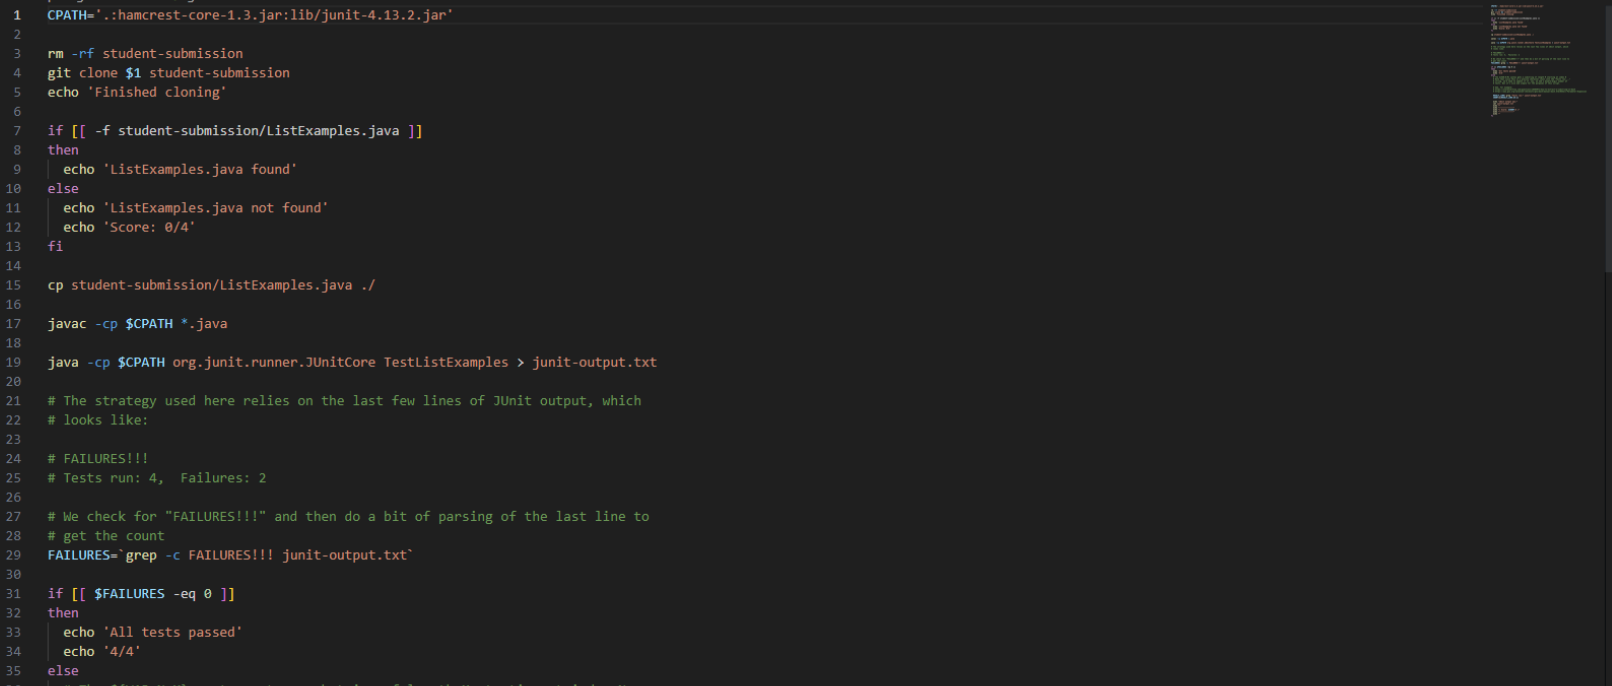 1 CPATH='.:hamcrest-core-1.3.jar:lib/junit-4.13.2.jar'
2
3 rm -rf student-submission
4 git clone $1 student-submission
5 echo 'Finished cloning'
6
7 if [[ -f student-submission/ListExamples.java ]]
8 then
9   echo 'ListExamples.java found'
10 else
11   echo 'ListExamples.java not found'
12   echo 'Score: 0/4'
13 fi
14
15 cp student-submission/ListExamples.java ./
16
17 javac -cp $CPATH *.java
18
19 java -cp $CPATH org.junit.runner.JUnitCore TestListExamples > junit-output.txt
20
21 # The strategy used here relies on the last few lines of JUnit output, which
22 # looks like:
23
24 # FAILURES!!!
25 # Tests run: 4,  Failures: 2
26
27 # We check for "FAILURES!!!" and then do a bit of parsing of the last line to
28 # get the count
29 FAILURES=`grep -c FAILURES!!! junit-output.txt`
30
31 if [[ $FAILURES -eq 0 ]]
32 then
33   echo 'All tests passed'
34   echo '4/4'
35 else